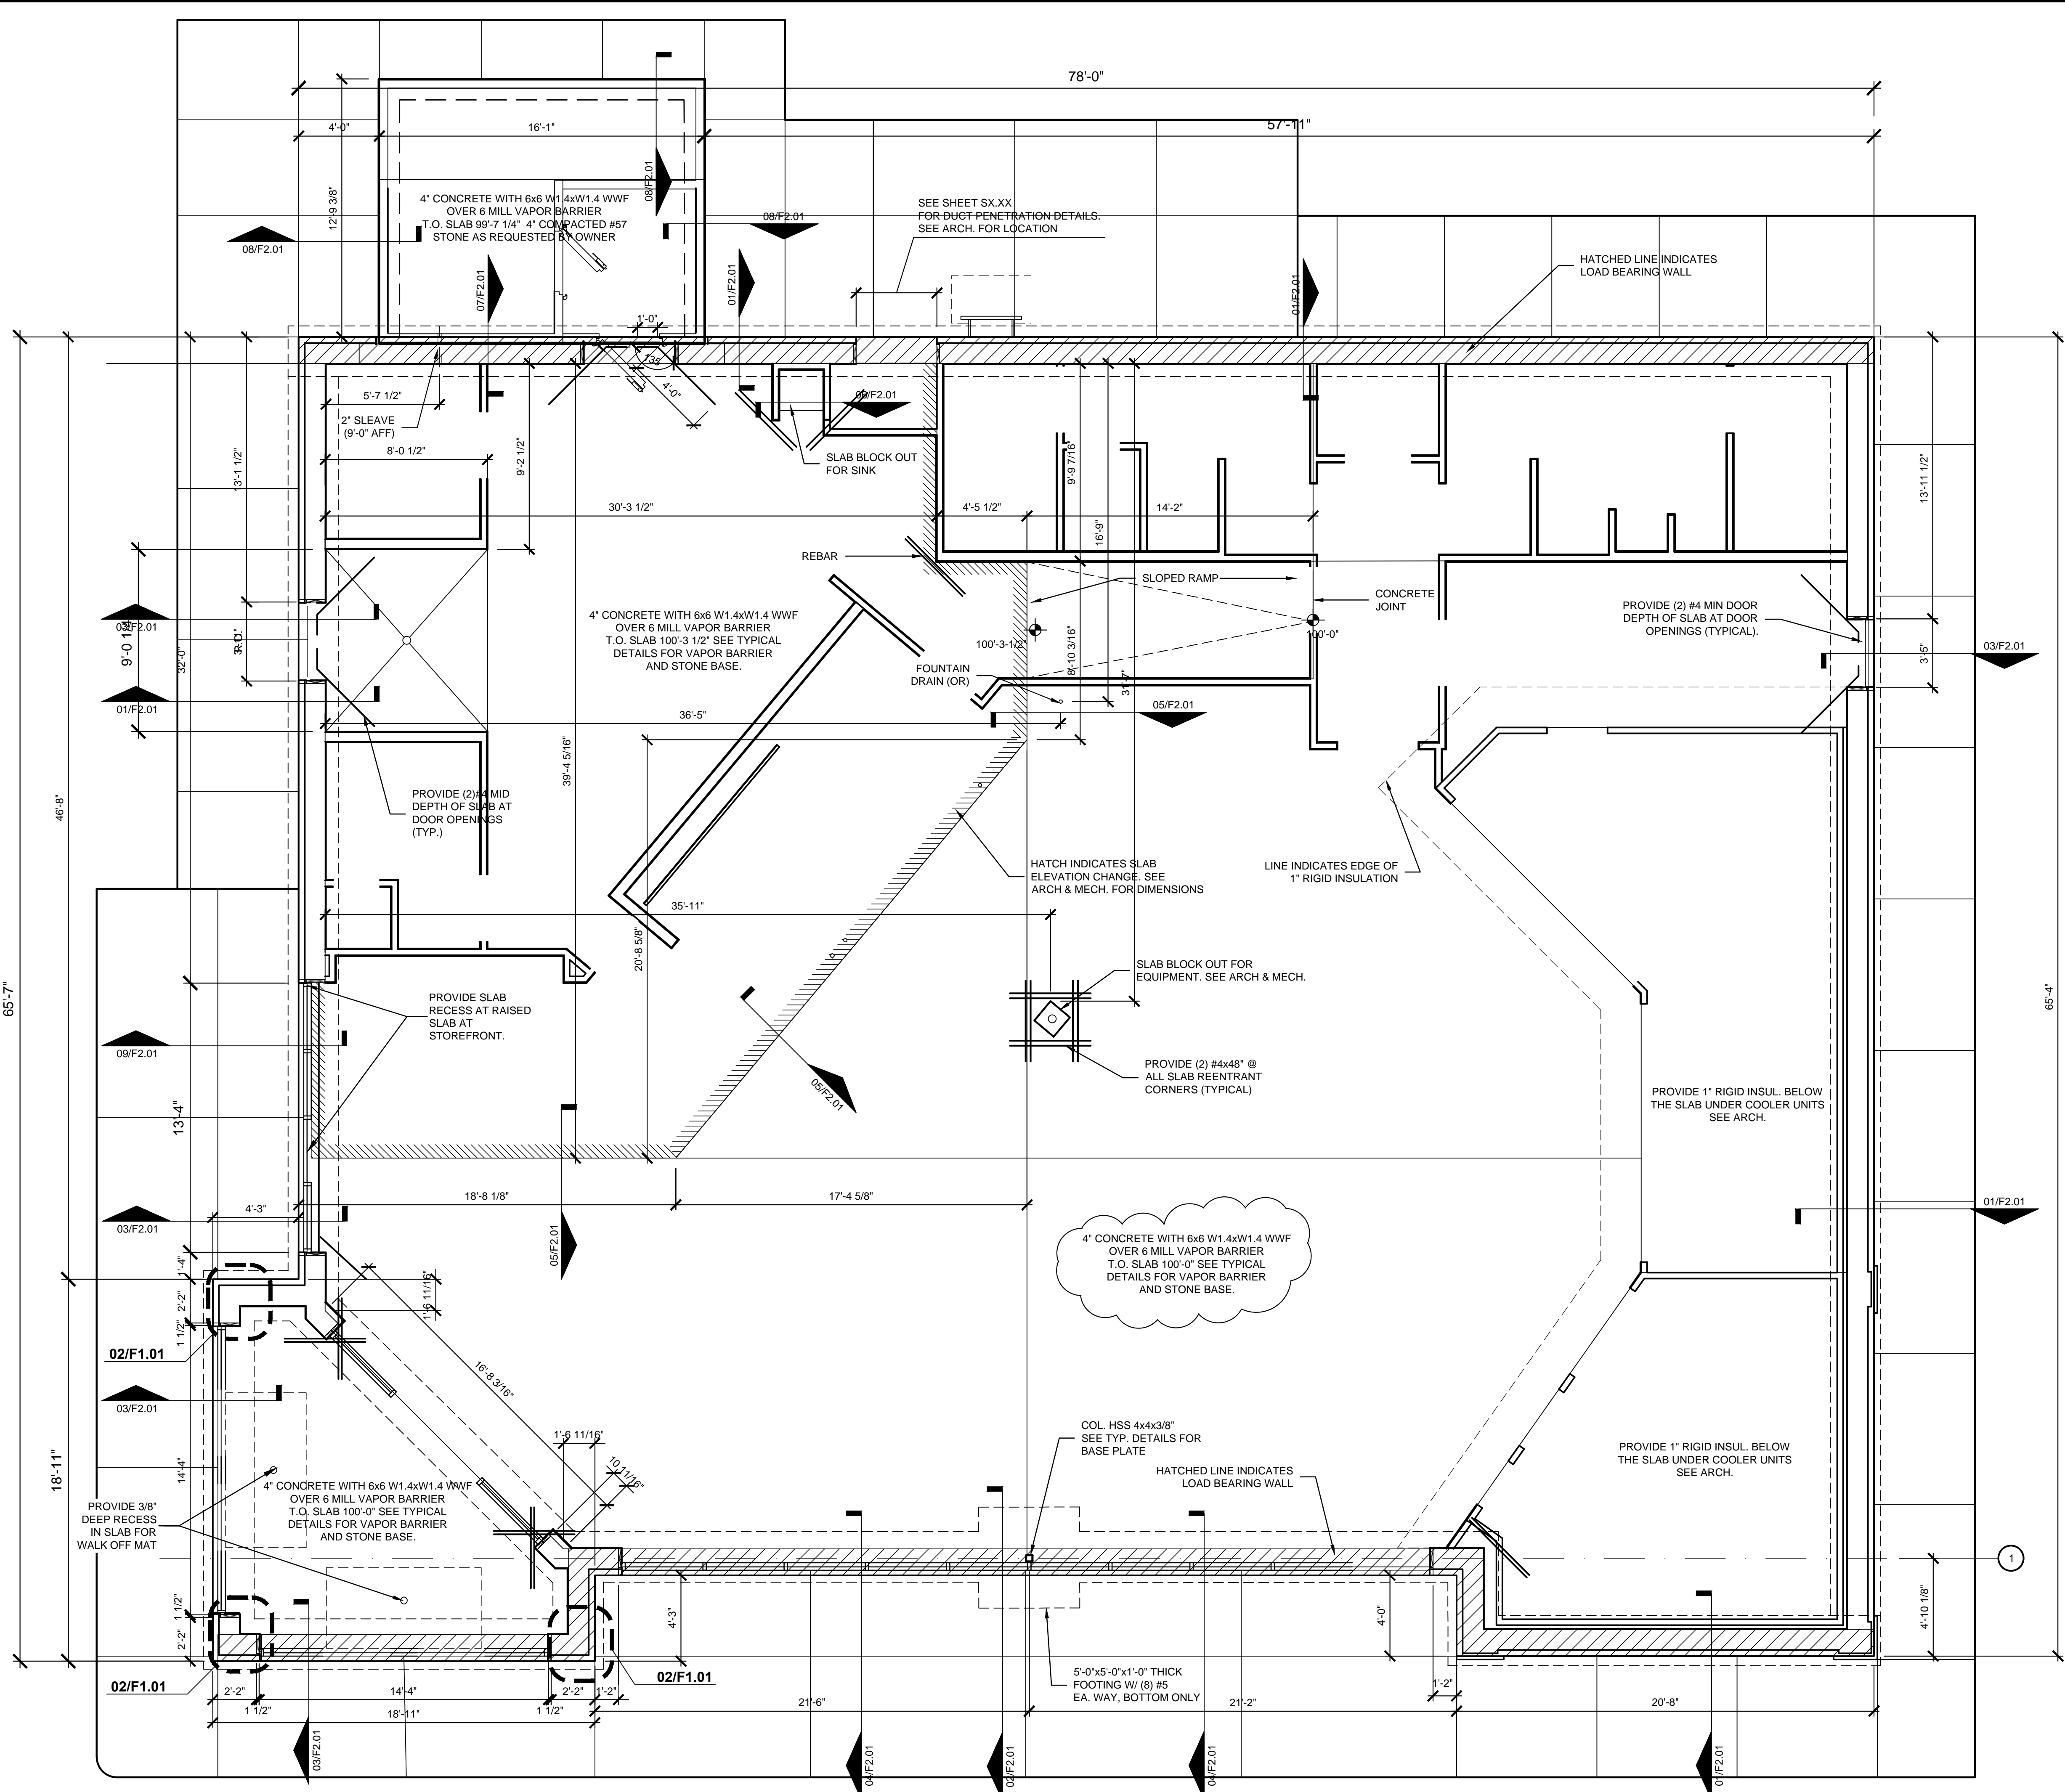 78'-0"
4'-0"
16'-1"
57'-11"
12'-9 3/8"
08/F2.01
4" CONCRETE WITH 6x6 W1.4xW1.4 WWF
OVER 6 MILL VAPOR BARRIER
T.O. SLAB 99'-7 1/4" 4" COMPACTED #57
STONE AS REQUESTED BY OWNER
08/F2.01
08/F2.01
07/F2.01
01/F2.01
SEE SHEET SX.XX
FOR DUCT PENETRATION DETAILS.
SEE ARCH. FOR LOCATION
01/F2.01
HATCHED LINE INDICATES
LOAD BEARING WALL
1'-0"
135
4'-0"
5'-7 1/2"
2" SLEAVE
(9'-0" AFF)
8'-0 1/2"
9'-2 1/2"
06/F2.01
SLAB BLOCK OUT
FOR SINK
13'-1 1/2"
30'-3 1/2"
4'-5 1/2"
9'-9 7/16"
16'-9"
14'-2"
13'-11 1/2"
REBAR
SLOPED RAMP
CONCRETE
JOINT
PROVIDE (2) #4 MIN DOOR
DEPTH OF SLAB AT DOOR
OPENINGS (TYPICAL).
4" CONCRETE WITH 6x6 W1.4xW1.4 WWF
OVER 6 MILL VAPOR BARRIER
T.O. SLAB 100'-3 1/2" SEE TYPICAL
DETAILS FOR VAPOR BARRIER
AND STONE BASE.
03/F2.01
9'-0 1/4"
R.O.
32'-0"
100'-3-1/2"
100'-0"
8'-10 3/16"
31'-7"
3'-5"
03/F2.01
FOUNTAIN
DRAIN (OR)
01/F2.01
36'-5"
05/F2.01
39'-4 5/16"
46'-8"
PROVIDE (2)#4 MID
DEPTH OF SLAB AT
DOOR OPENINGS
(TYP.)
HATCH INDICATES SLAB
ELEVATION CHANGE. SEE
ARCH & MECH. FOR DIMENSIONS
LINE INDICATES EDGE OF
1" RIGID INSULATION
35'-11"
20'-8 5/8"
SLAB BLOCK OUT FOR
EQUIPMENT. SEE ARCH & MECH.
65'-7"
65'-4"
PROVIDE SLAB
RECESS AT RAISED
SLAB AT
STOREFRONT.
09/F2.01
05/F2.01
PROVIDE (2) #4x48" @
ALL SLAB REENTRANT
CORNERS (TYPICAL)
PROVIDE 1" RIGID INSUL. BELOW
THE SLAB UNDER COOLER UNITS
SEE ARCH.
13'-4"
18'-8 1/8"
17'-4 5/8"
4'-3"
03/F2.01
05/F2.01
01/F2.01
4" CONCRETE WITH 6x6 W1.4xW1.4 WWF
OVER 6 MILL VAPOR BARRIER
T.O. SLAB 100'-0" SEE TYPICAL
DETAILS FOR VAPOR BARRIER
AND STONE BASE.
1'-4"
2'-2"
1 1/2"
1'-6 11/16"
02/F1.01
16'-8 3/16"
03/F2.01
1'-6 11/16"
10 11/16"
COL. HSS 4x4x3/8"
SEE TYP. DETAILS FOR
BASE PLATE
HATCHED LINE INDICATES
LOAD BEARING WALL
PROVIDE 1" RIGID INSUL. BELOW
THE SLAB UNDER COOLER UNITS
SEE ARCH.
18'-11"
14'-4"
4" CONCRETE WITH 6x6 W1.4xW1.4 WWF
OVER 6 MILL VAPOR BARRIER
T.O. SLAB 100'-0" SEE TYPICAL
DETAILS FOR VAPOR BARRIER
AND STONE BASE.
PROVIDE 3/8"
DEEP RECESS
IN SLAB FOR
WALK OFF MAT
1
1 1/2"
2'-2"
4'-3"
4'-0"
4'-10 1/8"
02/F1.01
02/F1.01
5'-0"x5'-0"x1'-0" THICK
FOOTING W/ (8) #5
EA. WAY, BOTTOM ONLY
2'-2"
14'-4"
2'-2"
1'-2"
1'-2"
1 1/2"
1 1/2"
18'-11"
21'-6"
21'-2"
20'-8"
03/F2.01
04/F2.01
02/F2.01
04/F2.01
01/F2.01